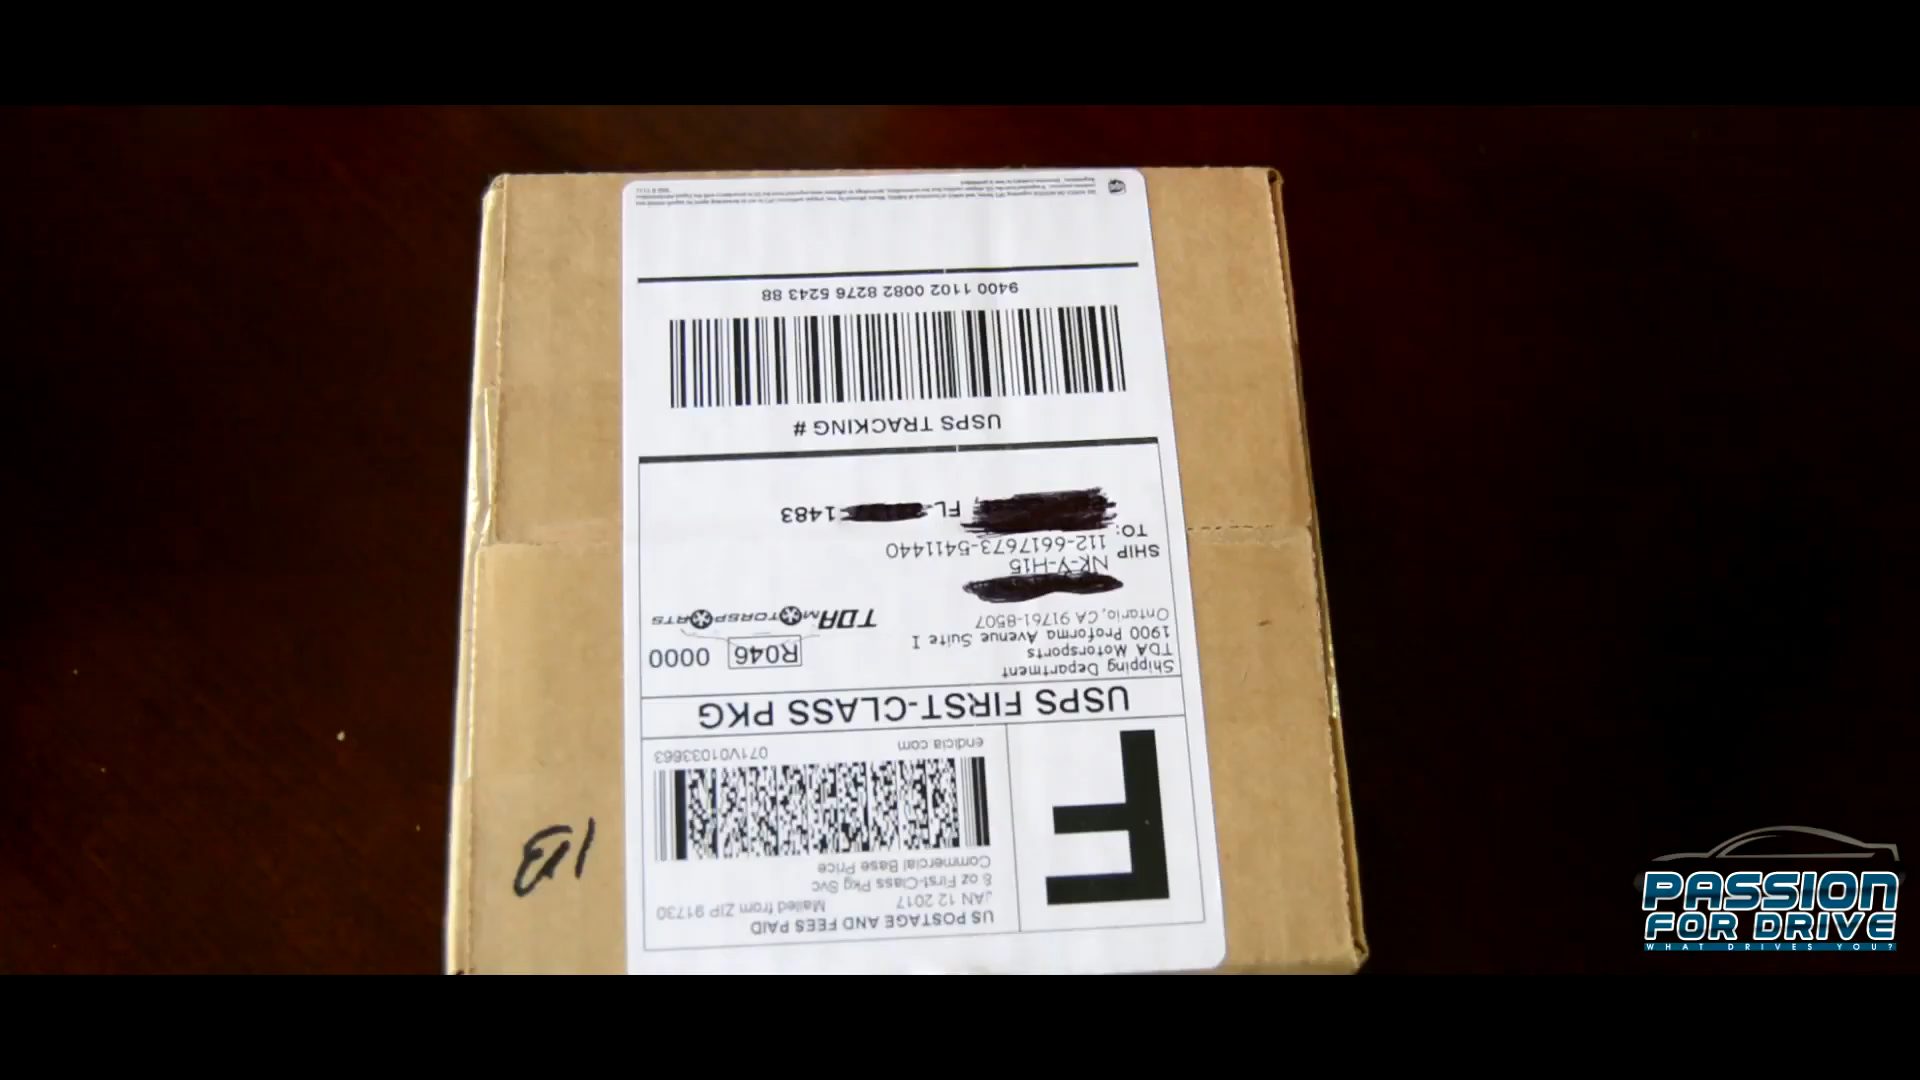 US POSTAGE AND FEES PAID
JAN 12 2017 Mailed from ZIP 91730
8 oz First-Class Pkg Svc
Commercial Base Price
endicia.com 071V01033663
F
USPS FIRST-CLASS PKG
Shipping Department
TDA Motorsports
1900 Proforma Avenue Suite I
Ontario, CA 91761-8507
R046 0000
TDA MOTORSPORTS
SHIP
TO:
NK-Y-H15
112-6617673-5411440
FL -1483
USPS TRACKING #
9400 1102 0082 8276 5243 88
PASSION
FOR DRIVE
WHAT DRIVES YOU?